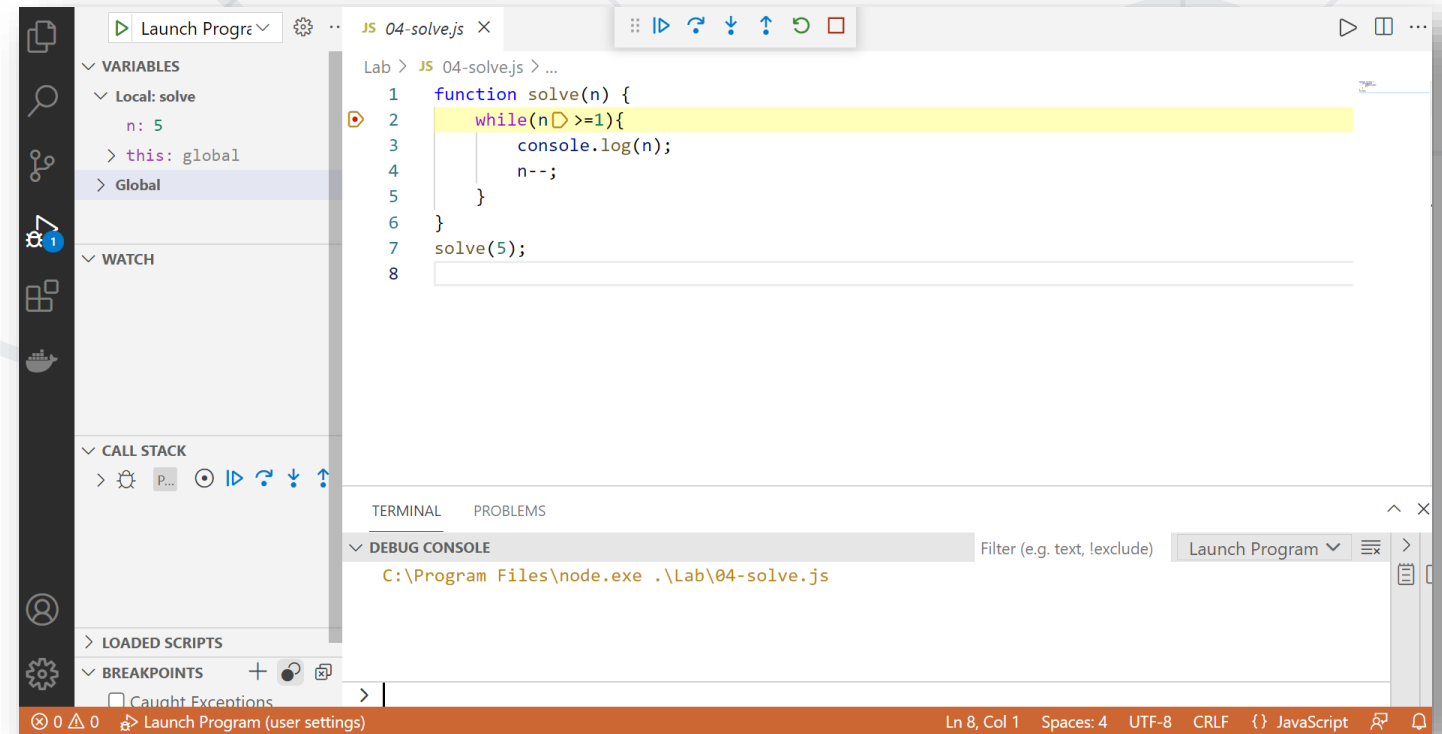 Launch Progra
JS 04-solve.js
VARIABLES
Local: solve
n: 5
this: global
Global
WATCH
CALL STACK
P...
LOADED SCRIPTS
BREAKPOINTS
Caught Exceptions
1
Lab > JS 04-solve.js > ...
1 function solve(n) {
2 while(n >=1){
3 console.log(n);
4 n--;
5 }
6 }
7 solve(5);
8
TERMINAL PROBLEMS
DEBUG CONSOLE
Filter (e.g. text, !exclude)
Launch Program
C:\Program Files\node.exe .\Lab\04-solve.js
>
0 0 Launch Program (user settings)
Ln 8, Col 1 Spaces: 4 UTF-8 CRLF {} JavaScript